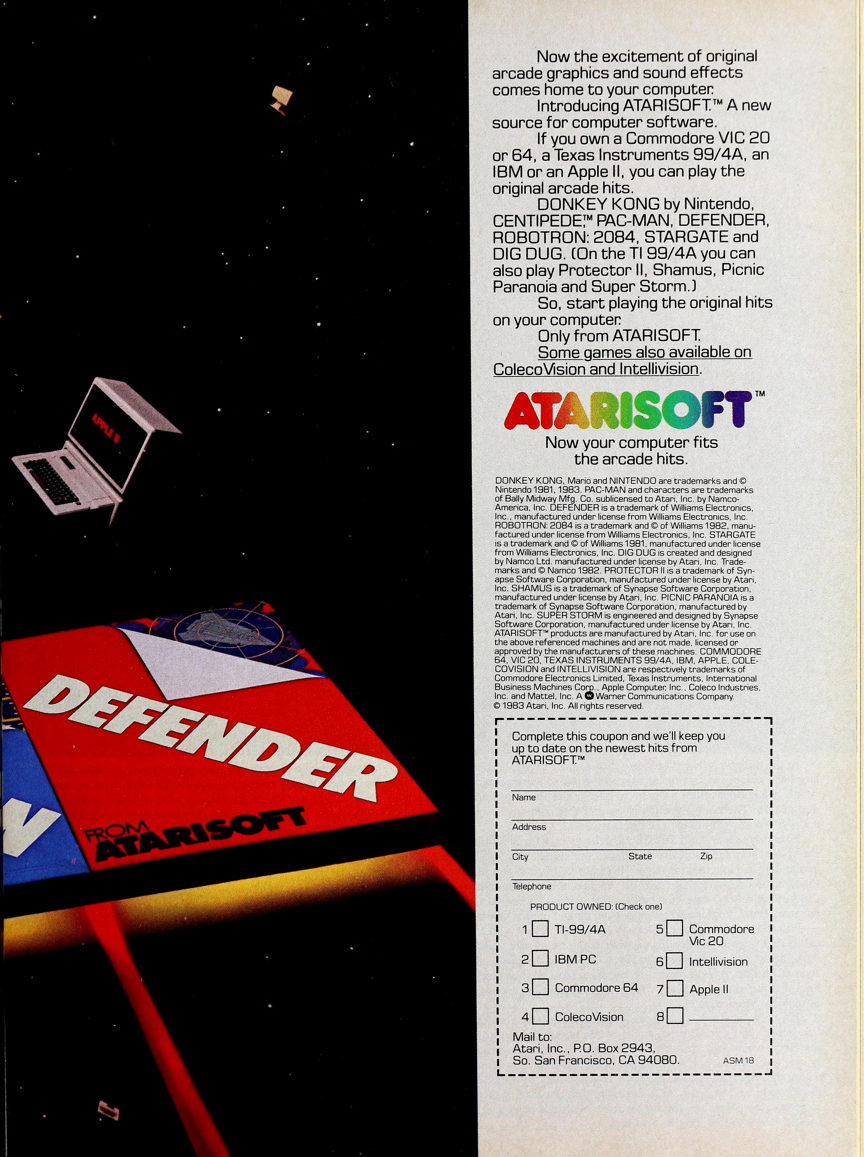 Now the excitement of original
arcade graphics and sound effects
comes home to your computer.
Introducing ATARISOFT.™ A new
source for computer software.
If you own a Commodore VIC 20
or 64, a Texas Instruments 99/4A, an
IBM or an Apple II, you can play the
original arcade hits.
DONKEY KONG by Nintendo,
CENTIPEDE,™ PAC-MAN, DEFENDER,
ROBOTRON: 2084, STARGATE and
DIG DUG. (On the TI 99/4A you can
also play Protector II, Shamus, Picnic
Paranoia and Super Storm.)
So, start playing the original hits
on your computer.
Only from ATARISOFT.
Some games also available on
ColecoVision and Intellivision.
ATARISOFT™
Now your computer fits
the arcade hits.
DONKEY KONG, Mario and NINTENDO are trademarks and ©
Nintendo 1981, 1983. PAC-MAN and characters are trademarks
of Bally Midway Mfg. Co. sublicensed to Atari, Inc. by Namco-
America, Inc. DEFENDER is a trademark of Williams Electronics,
Inc., manufactured under license from Williams Electronics, Inc.
ROBOTRON: 2084 is a trademark and © of Williams 1982, manu-
factured under license from Williams Electronics, Inc. STARGATE
is a trademark and © of Williams 1981, manufactured under license
from Williams Electronics, Inc. DIG DUG is created and designed
by Namco Ltd. manufactured under license by Atari, Inc. Trade-
marks and © Namco 1982. PROTECTOR II is a trademark of Syn-
apse Software Corporation, manufactured under license by Atari,
Inc. SHAMUS is a trademark of Synapse Software Corporation,
manufactured under license by Atari, Inc. PICNIC PARANOIA is a
trademark of Synapse Software Corporation, manufactured by
Atari, Inc. SUPER STORM is engineered and designed by Synapse
Software Corporation, manufactured under license by Atari, Inc.
ATARISOFT™ products are manufactured by Atari, Inc. for use on
the above referenced machines and are not made, licensed or
approved by the manufacturers of these machines. COMMODORE
64, VIC 20, TEXAS INSTRUMENTS 99/4A, IBM, APPLE, COLE-
COVISION and INTELLIVISION are respectively trademarks of
Commodore Electronics Limited, Texas Instruments, International
Business Machines Corp., Apple Computer, Inc., Coleco Industries,
Inc. and Mattel, Inc. A Warner Communications Company.
© 1983 Atari, Inc. All rights reserved.
APPLE II
DEFENDER
N
FROM
ATARISOFT
Complete this coupon and we'll keep you
up to date on the newest hits from
ATARISOFT.™
Name
Address
City State Zip
Telephone
PRODUCT OWNED: (Check one)
1 TI-99/4A
2 IBM PC
3 Commodore 64
4 ColecoVision
5 Commodore
Vic 20
6 Intellivision
7 Apple II
8
Mail to:
Atari, Inc., P.O. Box 2943,
So. San Francisco, CA 94080. ASM 18